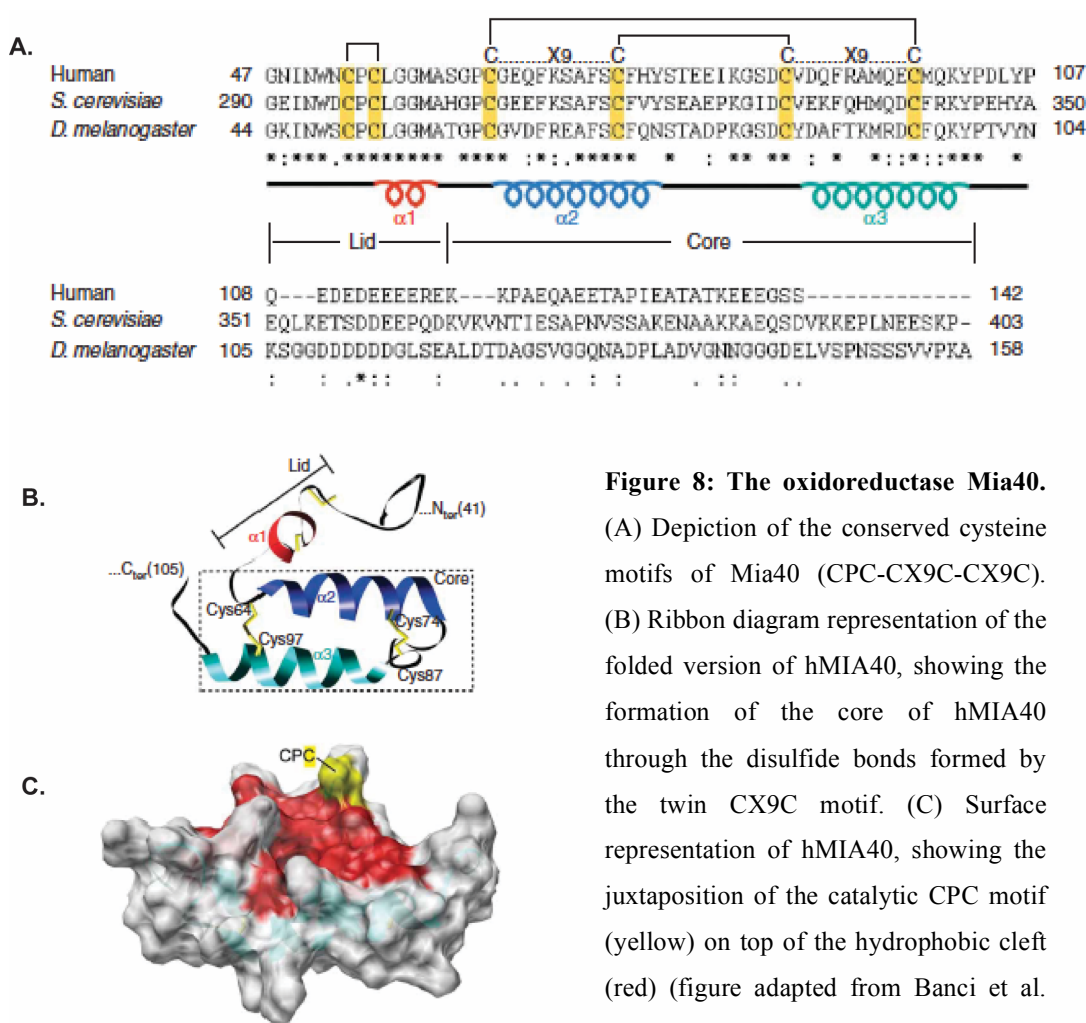 A.
C.........X9........C C.........X9........C
Human 47 GNINWNCPCLGGMASGPCGEQFKSAFSCFHYSTEEIKGSDCVDQFRAMQECMQKYPDLYP 107
S. cerevisiae 290 GEINWDCPCLGGMAHGPCGEEFKSAFSCFVYSEAEPKGIDCVEKFQHMQDCFRKYPEHYA 350
D. melanogaster 44 GKINWSCPCLGGMATGPCGVDFREAFSCFQNSTADPKGSDCYDAFTKMRDCFQKYPTVYN 104
α1 α2 α3
Lid Core
Human 108 Q---EDEDEEEEREK---KPAEQAEETAPIEATATKEEEGSS------------- 142
S. cerevisiae 351 EQLKETSDDEEPQDKVKVNTIESAPNVSSAKENAAKKAEQSDVKKEPLNEESKP- 403
D. melanogaster 105 KSGGDDDDDDGLSEALDTDAGSVGGQNADPLADVGNNGGGDELVSPNSSSVVPKA 158
B.
Lid
...Nter(41)
α1
...Cter(105)
Core
α2
Cys64
Cys74
Cys97
α3
Cys87
C.
CPC
Figure 8: The oxidoreductase Mia40.
(A) Depiction of the conserved cysteine
motifs of Mia40 (CPC-CX9C-CX9C).
(B) Ribbon diagram representation of the
folded version of hMIA40, showing the
formation of the core of hMIA40
through the disulfide bonds formed by
the twin CX9C motif. (C) Surface
representation of hMIA40, showing the
juxtaposition of the catalytic CPC motif
(yellow) on top of the hydrophobic cleft
(red) (figure adapted from Banci et al.